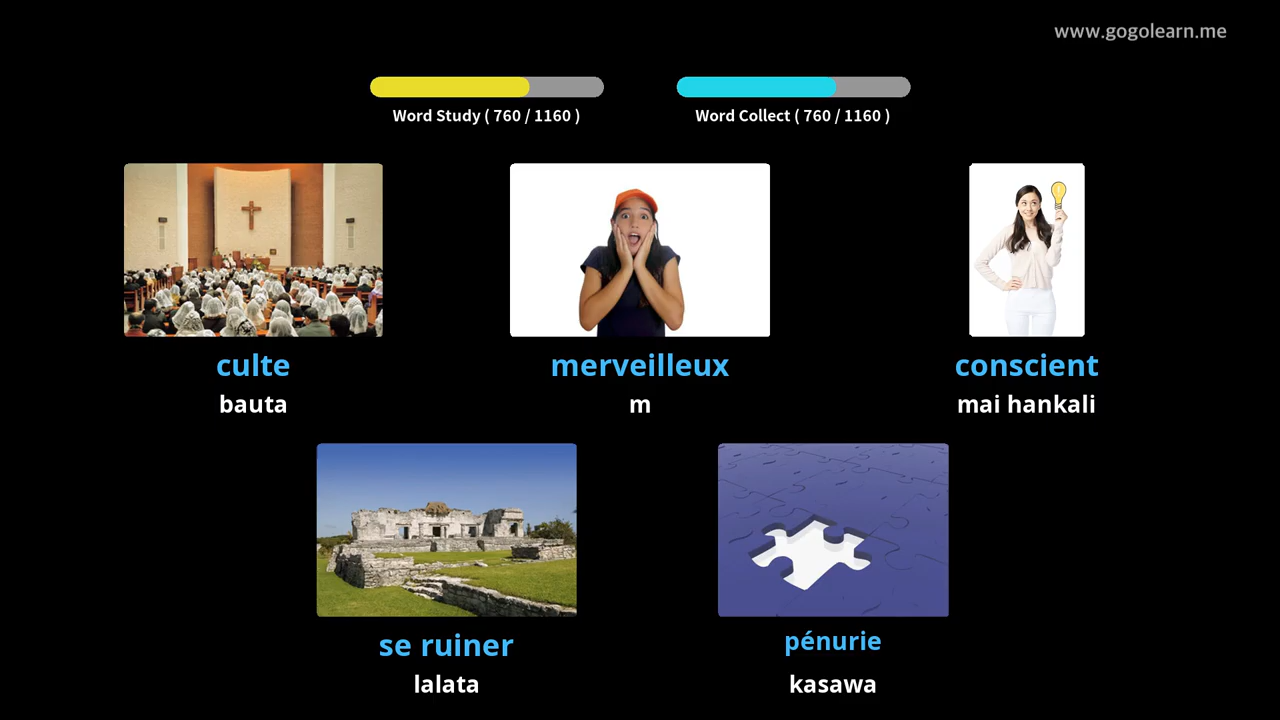 www.gogolearn.me
Word Study ( 760 / 1160 )
Word Collect ( 760 / 1160 )
culte
bauta
merveilleux
m
conscient
mai hankali
se ruiner
lalata
pénurie
kasawa